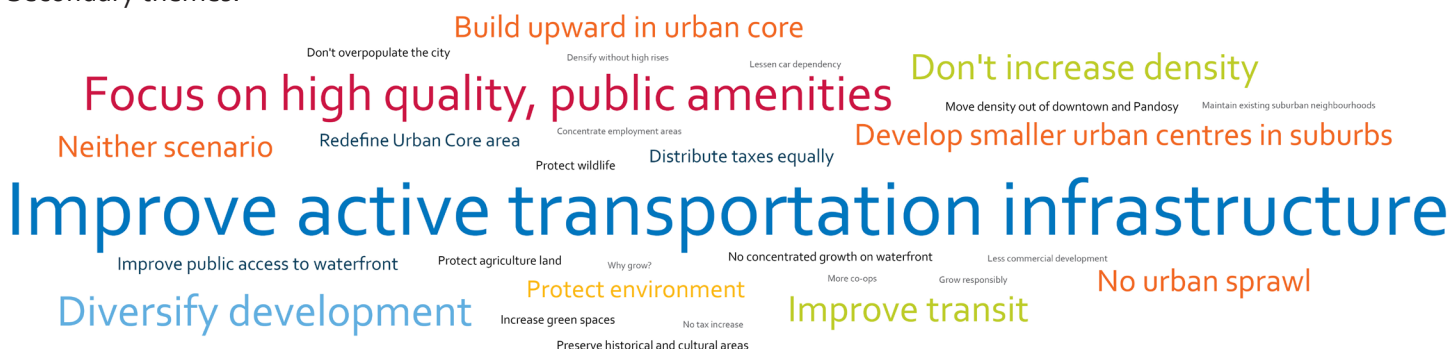 Secondary themes:
Build upward in urban core
Don't overpopulate the city
Densify without high rises
Lessen car dependency
Don't increase density
Focus on high quality, public amenities
Move density out of downtown and Pandosy
Maintain existing suburban neighbourhoods
Neither scenario
Redefine Urban Core area
Concentrate employment areas
Develop smaller urban centres in suburbs
Protect wildlife
Distribute taxes equally
Improve active transportation infrastructure
Improve public access to waterfront
Protect agriculture land
Why grow?
No concentrated growth on waterfront
Less commercial development
More co-ops
Grow responsibly
No urban sprawl
Diversify development
Protect environment
Improve transit
Increase green spaces
No tax increase
Preserve historical and cultural areas